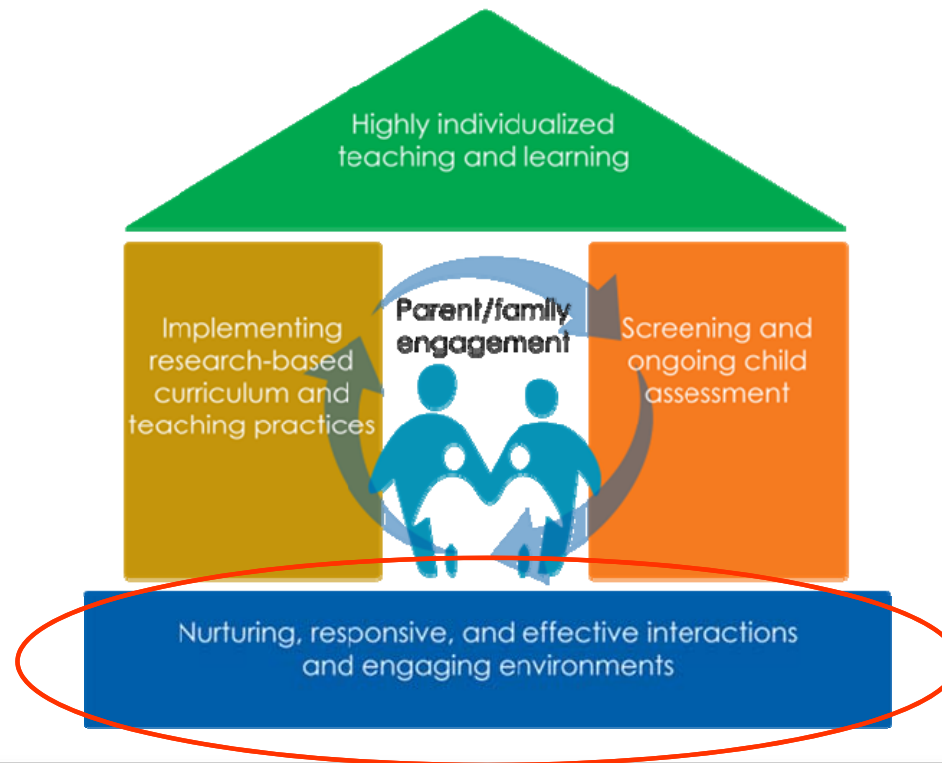 Highly individualized
teaching and learning
Parent/family
engagement
Implementing
research-based
curriculum and
teaching practices
Screening and
ongoing child
assessment
Nurturing, responsive, and effective interactions
and engaging environments